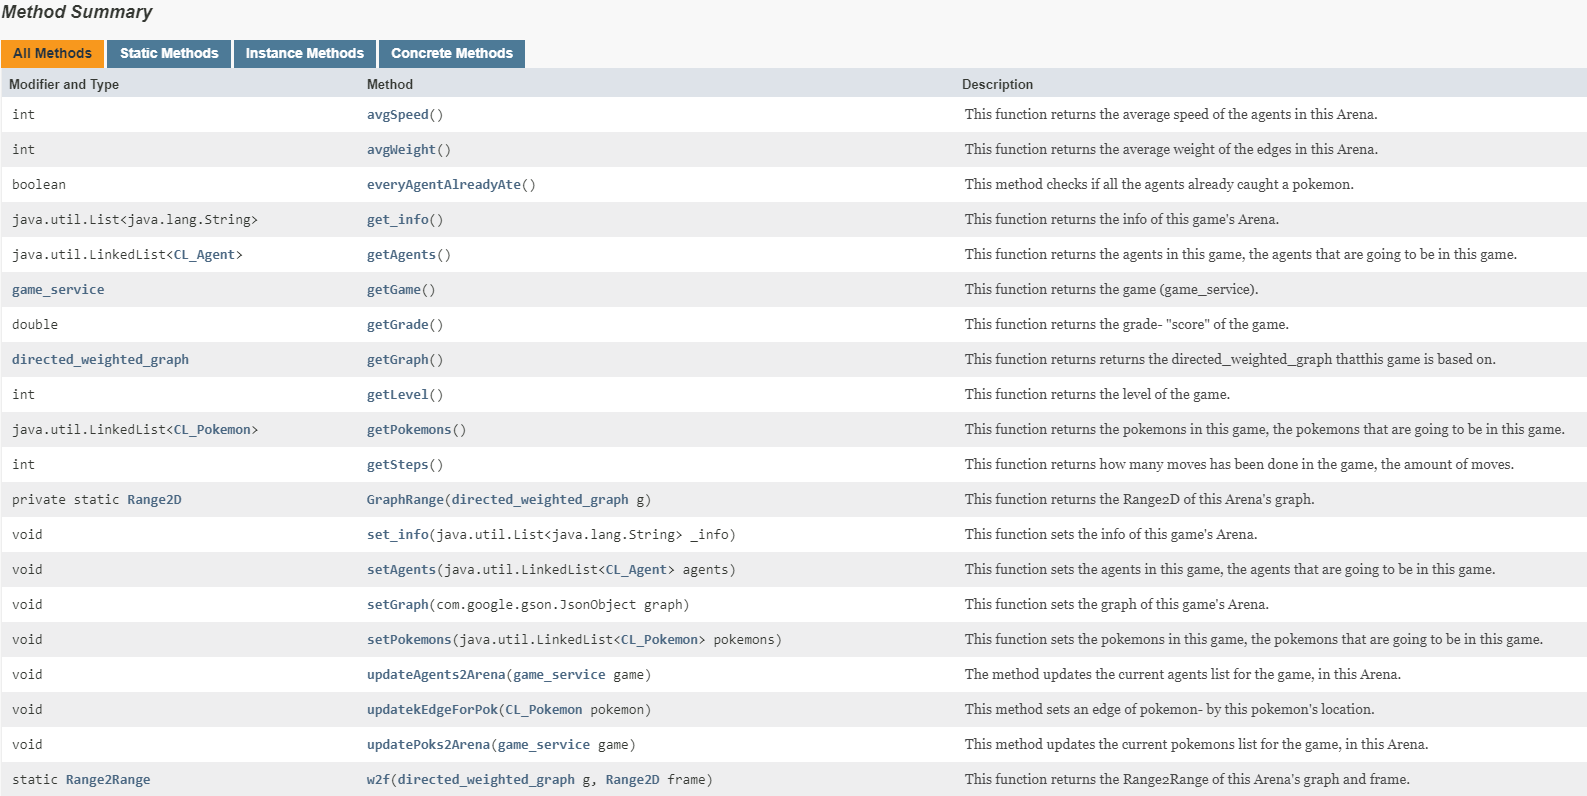 Method Summary
All Methods Static Methods Instance Methods Concrete Methods
Modifier and Type Method Description
int avgSpeed() This function returns the average speed of the agents in this Arena.
int avgWeight() This function returns the average weight of the edges in this Arena.
boolean everyAgentAlreadyAte() This method checks if all the agents already caught a pokemon.
java.util.List<java.lang.String> get_info() This function returns the info of this game's Arena.
java.util.LinkedList<CL_Agent> getAgents() This function returns the agents in this game, the agents that are going to be in this game.
game_service getGame() This function returns the game (game_service).
double getGrade() This function returns the grade- "score" of the game.
directed_weighted_graph getGraph() This function returns returns the directed_weighted_graph thatthis game is based on.
int getLevel() This function returns the level of the game.
java.util.LinkedList<CL_Pokemon> getPokemons() This function returns the pokemons in this game, the pokemons that are going to be in this game.
int getSteps() This function returns how many moves has been done in the game, the amount of moves.
private static Range2D GraphRange(directed_weighted_graph g) This function returns the Range2D of this Arena's graph.
void set_info(java.util.List<java.lang.String> _info) This function sets the info of this game's Arena.
void setAgents(java.util.LinkedList<CL_Agent> agents) This function sets the agents in this game, the agents that are going to be in this game.
void setGraph(com.google.gson.JsonObject graph) This function sets the graph of this game's Arena.
void setPokemons(java.util.LinkedList<CL_Pokemon> pokemons) This function sets the pokemons in this game, the pokemons that are going to be in this game.
void updateAgents2Arena(game_service game) The method updates the current agents list for the game, in this Arena.
void updatekEdgeForPok(CL_Pokemon pokemon) This method sets an edge of pokemon- by this pokemon's location.
void updatePoks2Arena(game_service game) This method updates the current pokemons list for the game, in this Arena.
static Range2Range w2f(directed_weighted_graph g, Range2D frame) This function returns the Range2Range of this Arena's graph and frame.